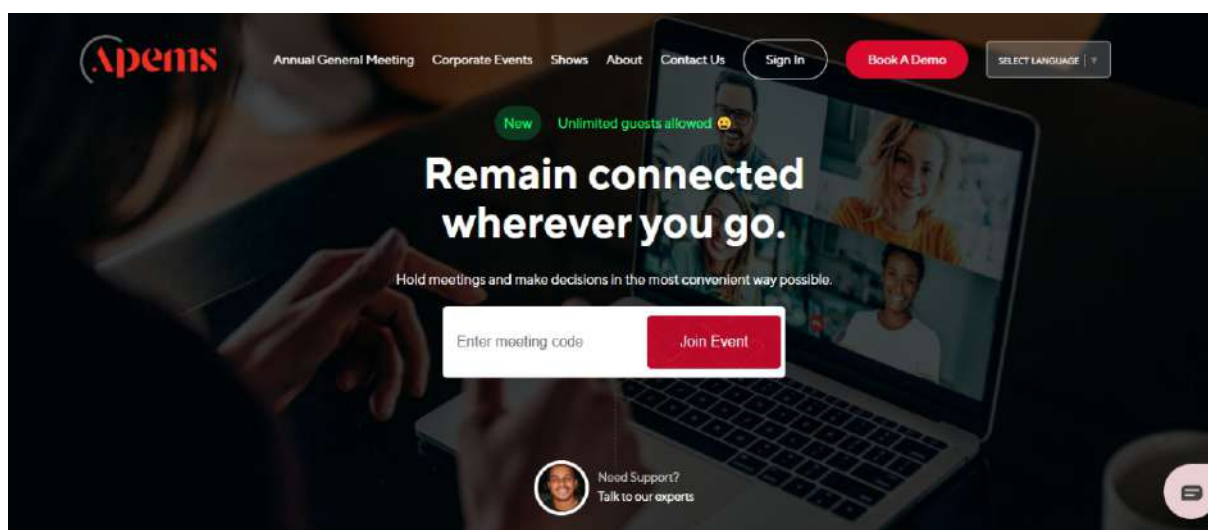 Apems
Annual General Meeting
Corporate Events
Shows
About
Contact Us
Sign In
Book A Demo
SELECT LANGUAGE
New
Unlimited guests allowed 😀
Remain connected
wherever you go.
Hold meetings and make decisions in the most convenient way possible.
Enter meeting code
Join Event
Need Support?
Talk to our experts